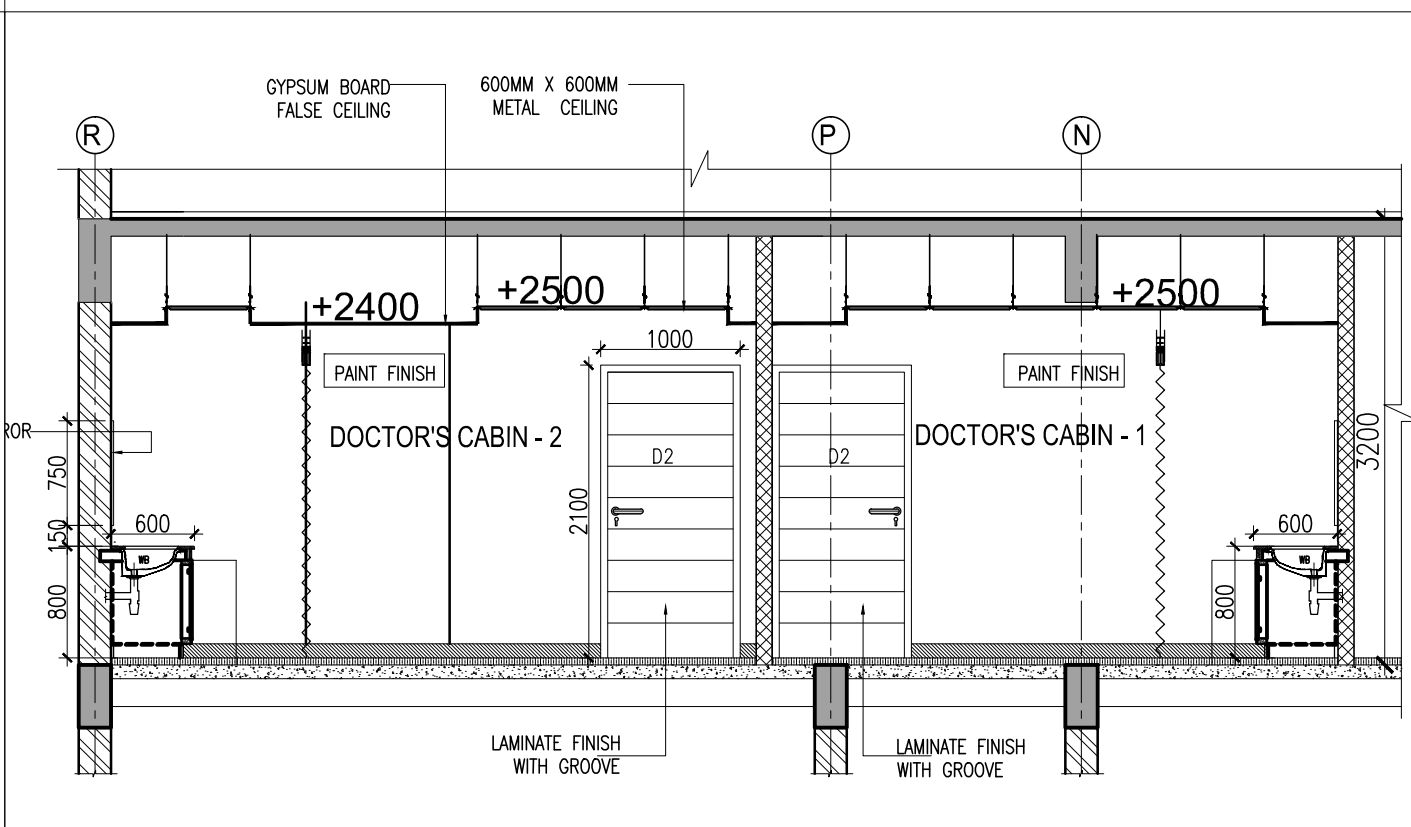 GYPSUM BOARD
FALSE CEILING
600MM X 600MM
METAL CEILING
R
P
N
+2400
+2500
+2500
1000
PAINT FINISH
PAINT FINISH
DOCTOR'S CABIN - 2
DOCTOR'S CABIN - 1
ROR
D2
D2
750
150
800
600
WB
2100
3200
600
WB
800
LAMINATE FINISH
WITH GROOVE
LAMINATE FINISH
WITH GROOVE